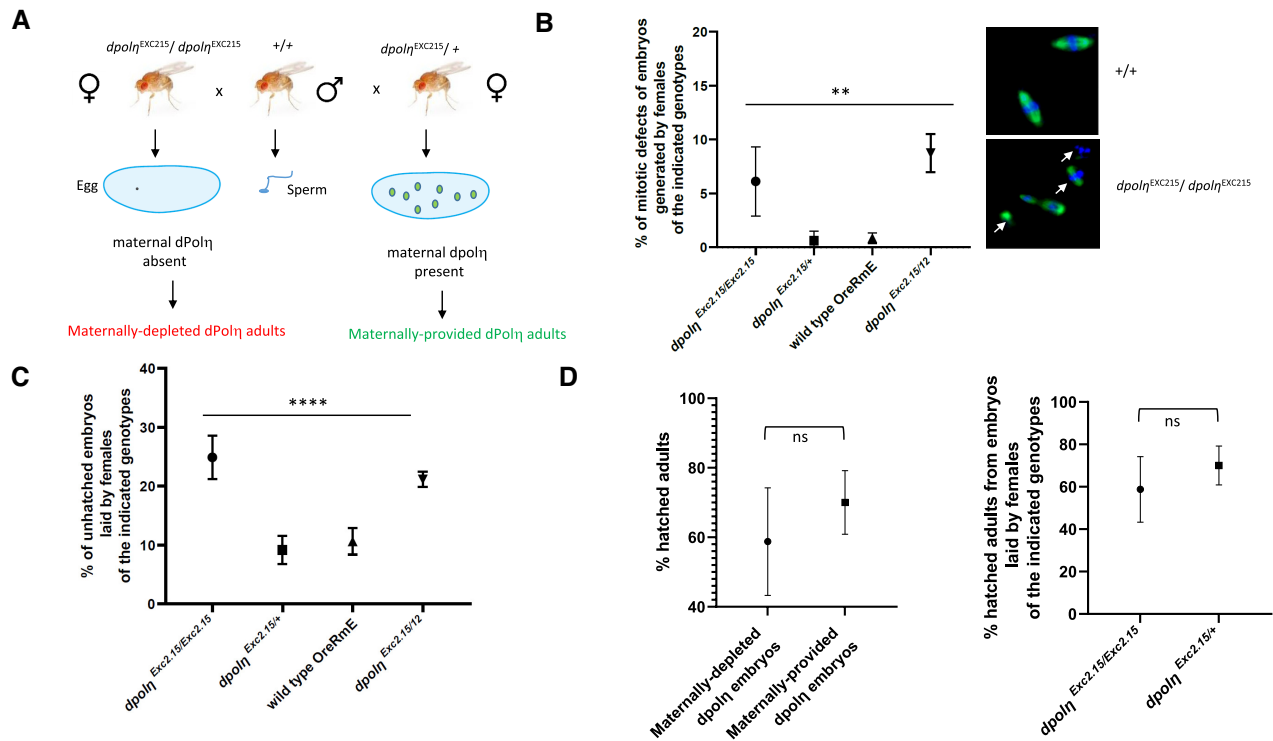 A
dpolη^EXC215/ dpolη^EXC215
+/+
dpolη^EXC215/ +
♀
x
♂
x
♀
Egg
Sperm
maternal dPolη
absent
maternal dpolη
present
Maternally-depleted dPolη adults
Maternally-provided dPolη adults
B
% of mitotic defects of embryos
generated by females
of the indicated genotypes
20
15
10
5
0
**
dpolη^Exc2.15/Exc2.15
dpolη^Exc2.15/+
wild type OreRmE
dpolη^Exc2.15/12
+/+
dpolη^EXC215/ dpolη^EXC215
C
% of unhatched embryos
laid by females
of the indicated genotypes
40
30
20
10
0
****
dpolη^Exc2.15/Exc2.15
dpolη^Exc2.15/+
wild type OreRmE
dpolη^Exc2.15/12
D
% hatched adults
100
80
60
40
ns
Maternally-depleted
dpolη embryos
Maternally-provided
dpolη embryos
% hatched adults from embryos
laid by females
of the indicated genotypes
100
80
60
40
20
0
ns
dpolη^Exc2.15/Exc2.15
dpolη^Exc2.15/+